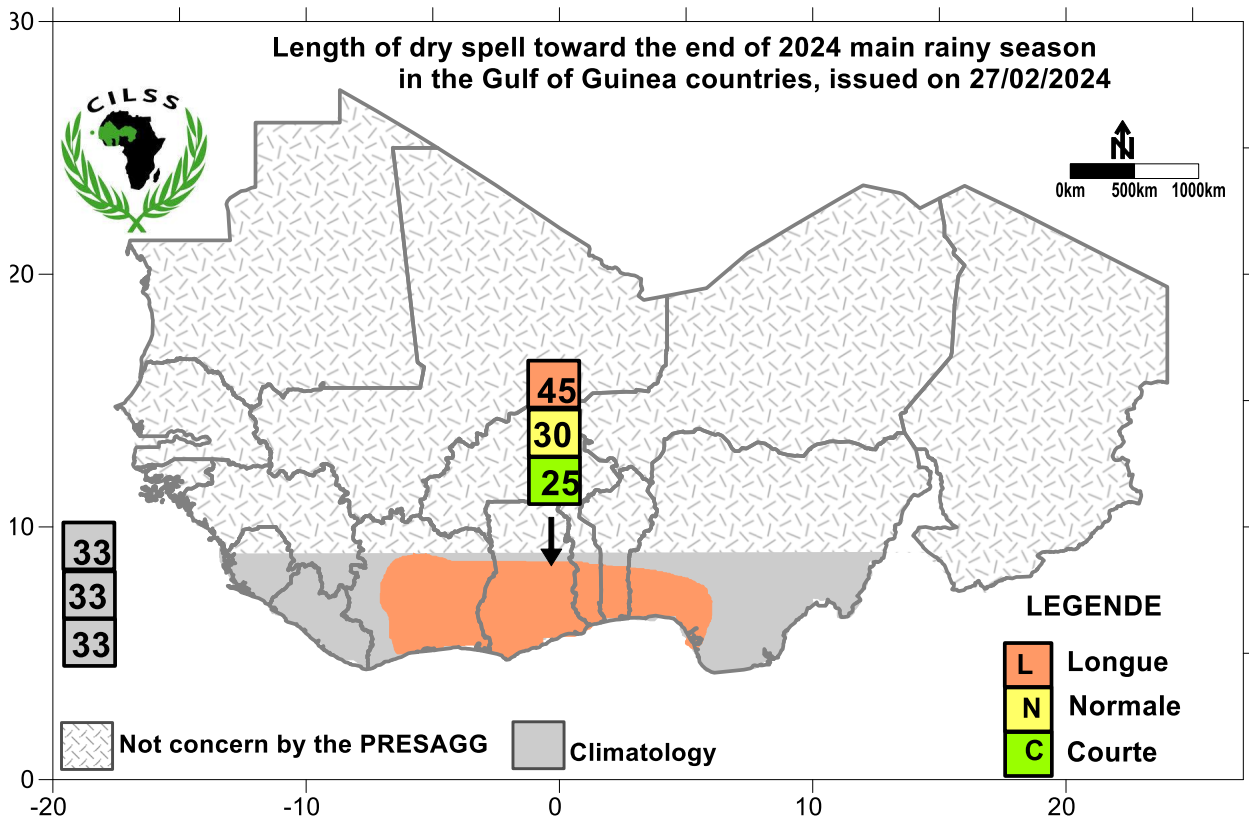 Length of dry spell toward the end of 2024 main rainy season
in the Gulf of Guinea countries, issued on 27/02/2024
CILSS
N
0km 500km 1000km
30
20
10
0
45
30
25
33
33
33
LEGENDE
L Longue
N Normale
C Courte
Not concern by the PRESAGG
Climatology
-20 -10 0 10 20